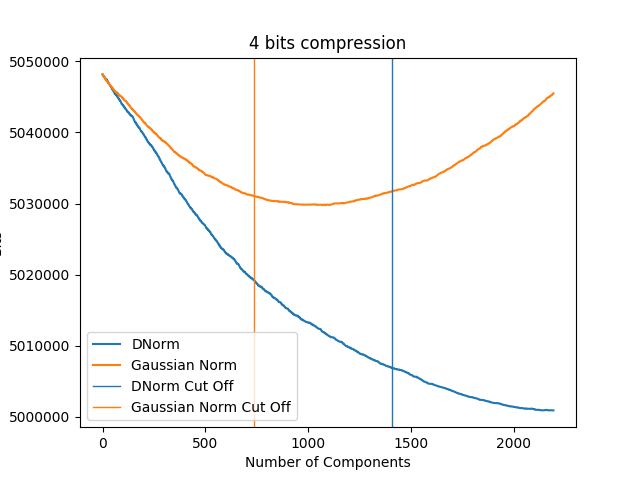 4 bits compression
5050000
5040000
5030000
5020000
5010000
5000000
DNorm
Gaussian Norm
DNorm Cut Off
Gaussian Norm Cut Off
0 500 1000 1500 2000
Number of Components